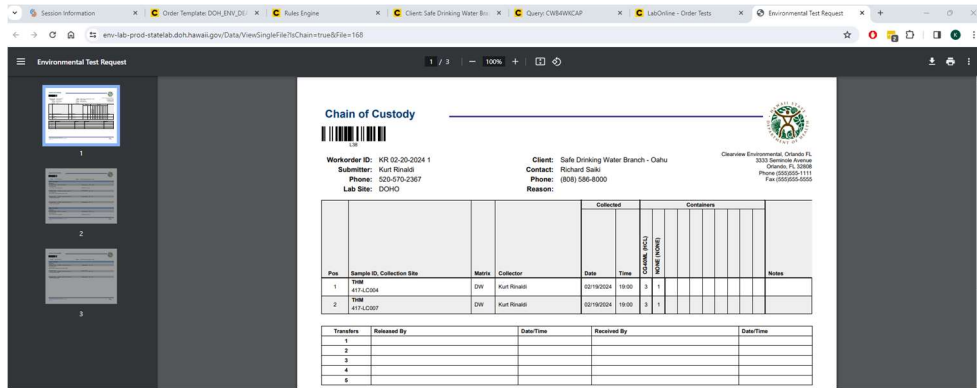 Session Information
Order Template: DOH_ENV_DE/
Rules Engine
Client: Safe Drinking Water Br
Query: CWB4WKCAP
LabOnline - Order Tests
Environmental Test Request
env-lab-prod-statelab.doh.hawaii.gov/Data/ViewSingleFile?IsChain=true&File=168
Environmental Test Request
1 / 3
100%
1
2
3
Chain of Custody
L38
Workorder ID: KR 02-20-2024 1
Submitter: Kurt Rinaldi
Phone: 520-570-2367
Lab Site: DOHO
Client: Safe Drinking Water Branch - Oahu
Contact: Richard Saiki
Phone: (808) 586-8000
Reason:
Clearview Environmental, Orlando FL
3333 Seminole Avenue
Orlando, FL 32808
Phone (555)555-1111
Fax (555)555-5555
Collected Containers
Pos Sample ID, Collection Site Matrix Collector Date Time CG40ML (HCL) NONE (NONE) Notes
1 THM 417-LC004 DW Kurt Rinaldi 02/19/2024 19:00 3 1
2 THM 417-LC007 DW Kurt Rinaldi 02/19/2024 19:00 3 1
Transfers Released By Date/Time Received By Date/Time
1
2
3
4
5